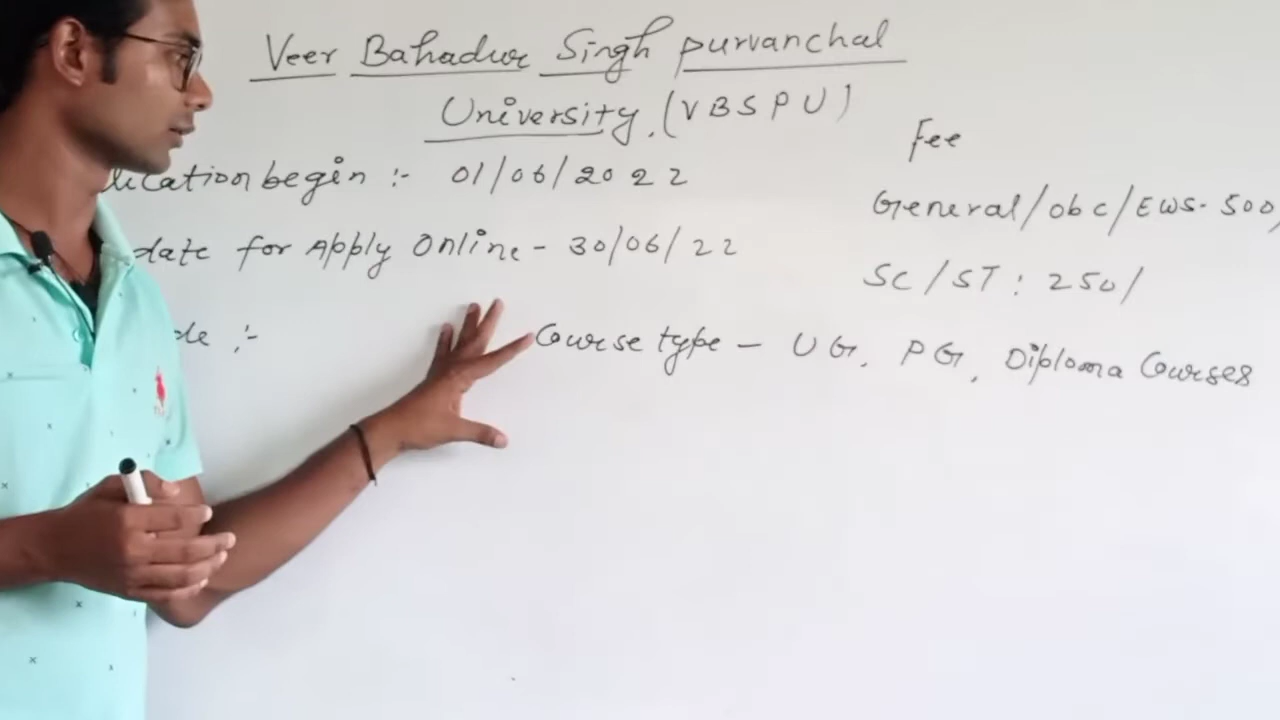 Veer Bahadur Singh purvanchal
University, (VBSPU)
lication begin :- 01/06/2022
date for Apply Online - 30/06/22
de :-
Fee
General/obc/EWS- 500/
SC/ST: 250/
Course type - UG, PG, Diploma Courses